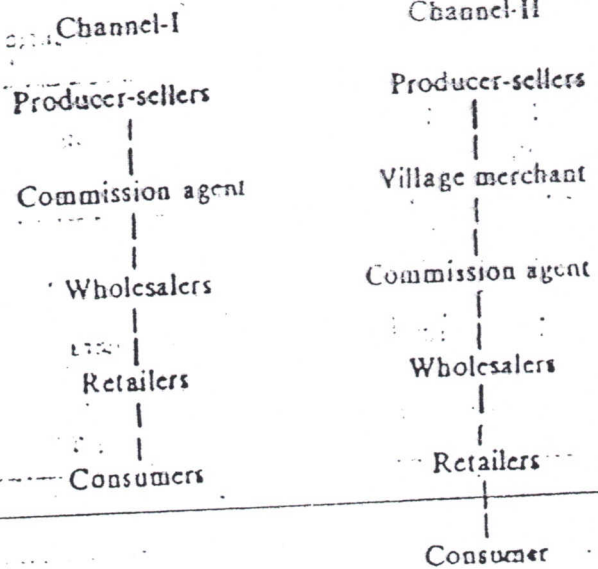 Channel-I
Producer-sellers
Commission agent
Wholesalers
Retailers
Consumers
Channel-II
Producer-sellers
Village merchant
Commission agent
Wholesalers
Retailers
Consumer